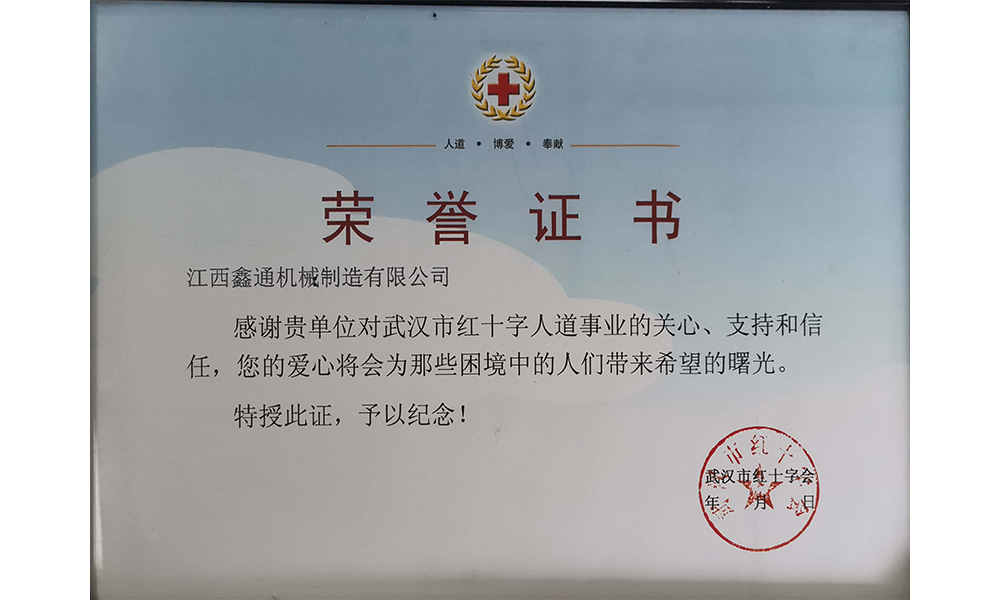 人道 • 博爱 • 奉献
荣誉证书
江西鑫通机械制造有限公司
感谢贵单位对武汉市红十字人道事业的关心、支持和信
任，您的爱心将会为那些困境中的人们带来希望的曙光。
特授此证，予以纪念！
武汉市红十字会
年 月 日